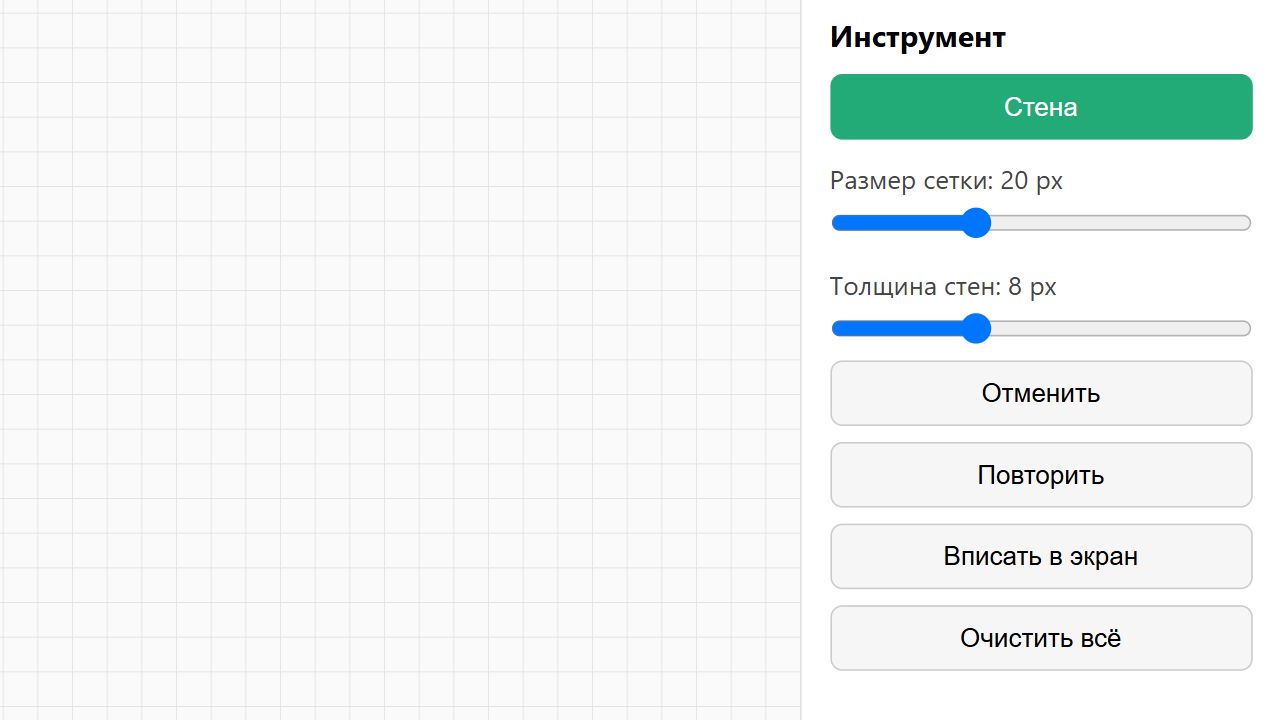 Инструмент
Стена
Размер сетки: 20 px
Толщина стен: 8 px
Отменить
Повторить
Вписать в экран
Очистить всё